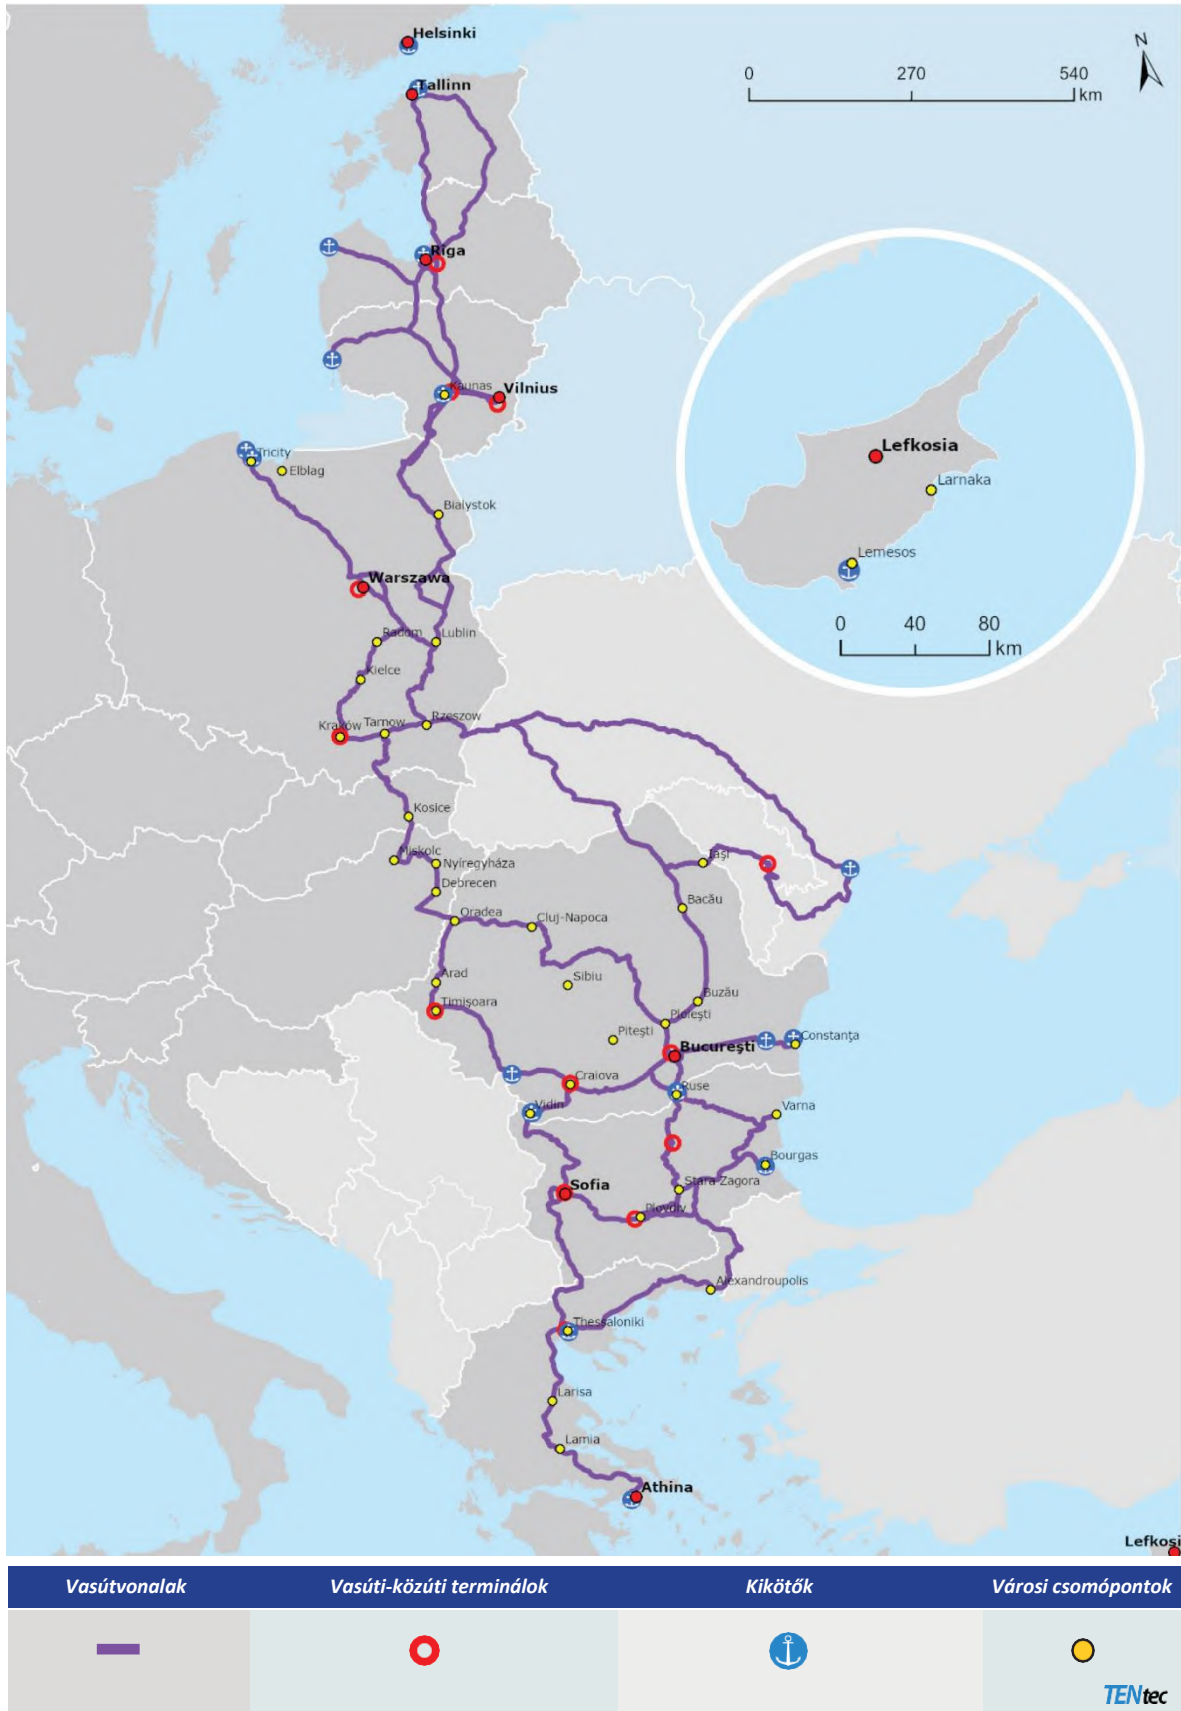 Helsinki
N
Tallinn
0 270 540
km
Rīga
Kaunas
Vilnius
Lefkosia
Larnaka
Lemesos
0 40 80
km
Tricity
Elblag
Bialystok
Warszawa
Radom
Lublin
Kielce
Rzeszow
Kraków
Tarnow
Kosice
Miskolc
Nyíregyháza
Iaşi
Debrecen
Bacău
Oradea
Cluj-Napoca
Arad
Sibiu
Timişoara
Buzău
Ploieşti
Piteşti
Constanţa
Bucureşti
Craiova
Ruse
Vidin
Varna
Bourgas
Sofia
Stara-Zagora
Plovdiv
Alexandroupolis
Thessaloniki
Larisa
Lamia
Athina
Lefkosi
Vasútvonalak Vasúti-közúti terminálok Kikötők Városi csomópontok
TENtec